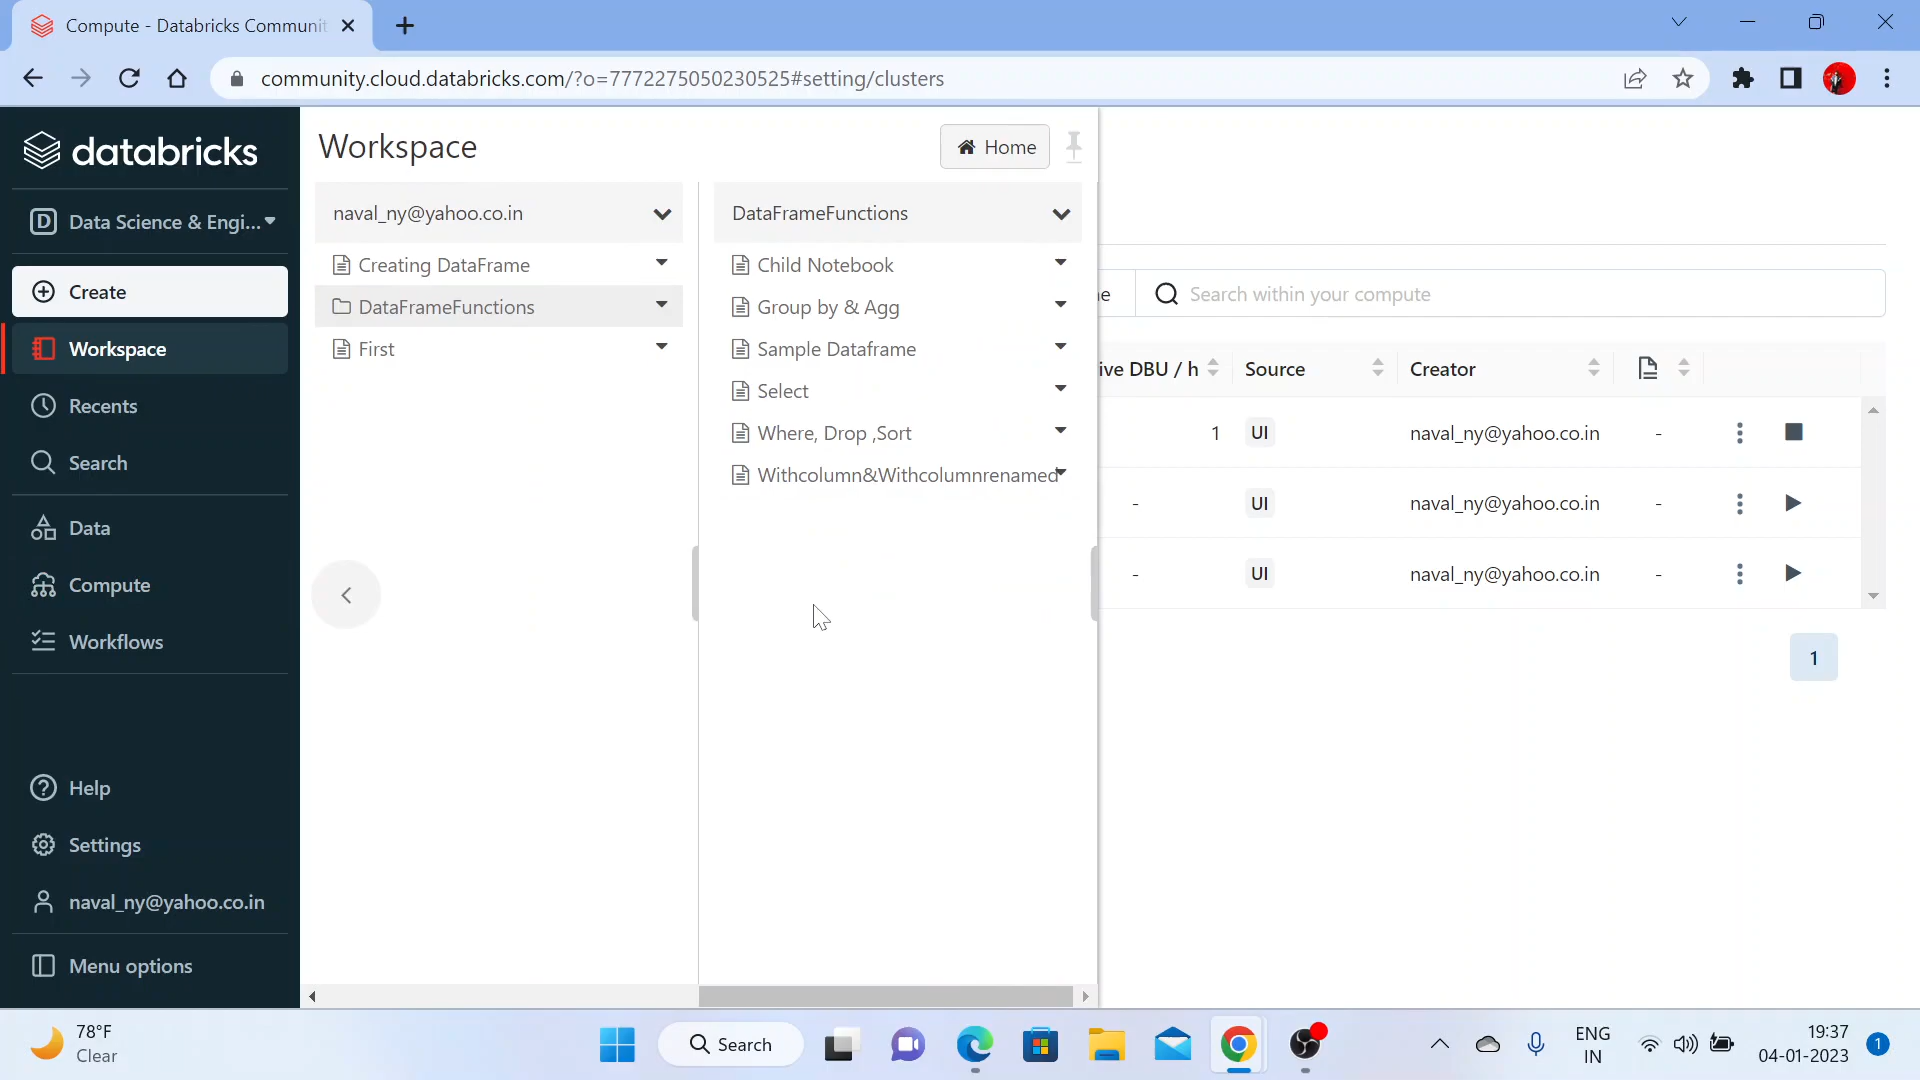 Compute - Databricks Communit
community.cloud.databricks.com/?o=7772275050230525#setting/clusters
databricks
Data Science & Engi...
Create
Workspace
Recents
Search
Data
Compute
Workflows
Help
Settings
naval_ny@yahoo.co.in
Menu options
Workspace
Home
naval_ny@yahoo.co.in
Creating DataFrame
DataFrameFunctions
First
DataFrameFunctions
Child Notebook
Group by & Agg
Sample Dataframe
Select
Where, Drop ,Sort
Withcolumn&Withcolumnrenamed
Search within your compute
ive DBU / h Source Creator
1 UI naval_ny@yahoo.co.in -
- UI naval_ny@yahoo.co.in -
- UI naval_ny@yahoo.co.in -
1
78°F
Clear
Search
ENG
IN
19:37
04-01-2023
1